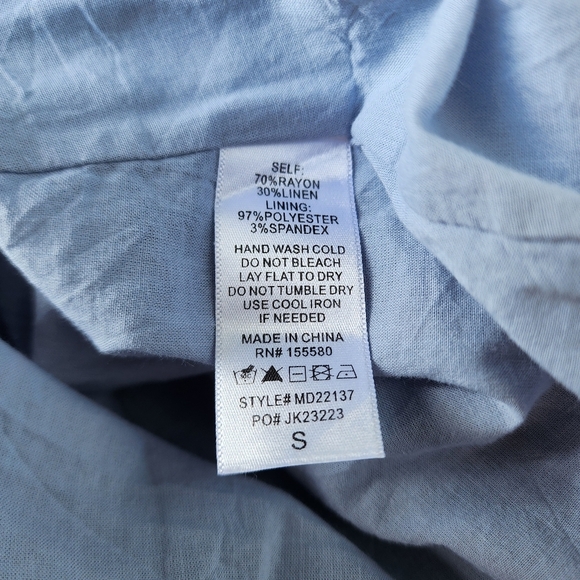 SELF:
70%RAYON
30%LINEN
LINING:
97%POLYESTER
3%SPANDEX
HAND WASH COLD
DO NOT BLEACH
LAY FLAT TO DRY
DO NOT TUMBLE DRY
USE COOL IRON
IF NEEDED
MADE IN CHINA
RN# 155580
STYLE# MD22137
PO# JK23223
S